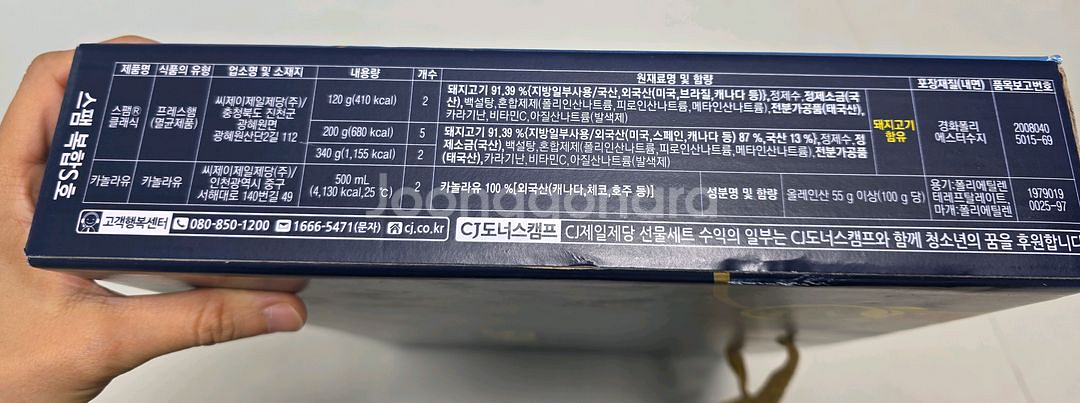 스팸 복합S호
제품명 식품의 유형 업소명 및 소재지 내용량 개수 원재료명 및 함량 포장재질(내면) 품목보고번호
스팸® 클래식
프레스햄
(멸균제품)
씨제이제일제당(주)/
충청북도 진천군
광혜원면
광혜원산단2길 112
120 g(410 kcal) 2
돼지고기 91.39 %{지방일부사용/국산,외국산(미국,브라질,캐나다 등)},정제수,정제소금(국
산),백설탕,혼합제제(폴리인산나트륨,피로인산나트륨,메타인산나트륨),전분가공품(태국산),
카라기난,비타민C,아질산나트륨(발색제)
200 g(680 kcal) 5
340 g(1,155 kcal) 2
돼지고기 91.39 %{지방일부사용/외국산(미국,스페인,캐나다 등) 87 %,국산 13 %},정제수,정
제소금(국산),백설탕,혼합제제(폴리인산나트륨,피로인산나트륨,메타인산나트륨),전분가공품
(태국산),카라기난,비타민C,아질산나트륨(발색제)
돼지고기
함유
경화폴리
에스터수지
2008040
5015-69
카놀라유 카놀라유
씨제이제일제당(주)/
인천광역시 중구
서해대로 140번길 49
500 mL
(4,130 kcal,25 ℃)
2
카놀라유 100 %[외국산(캐나다,체코,호주 등)]
성분명 및 함량 올레인산 55 g 이상(100 g 당)
용기:폴리에틸렌
테레프탈레이트
마개:폴리에틸렌
1979019
0025-97
고객행복센터 080-850-1200 1666-5471(문자) cj.co.kr CJ도너스캠프 CJ제일제당 선물세트 수익의 일부는 CJ도너스캠프와 함께 청소년의 꿈을 후원합니다
Joonggonara